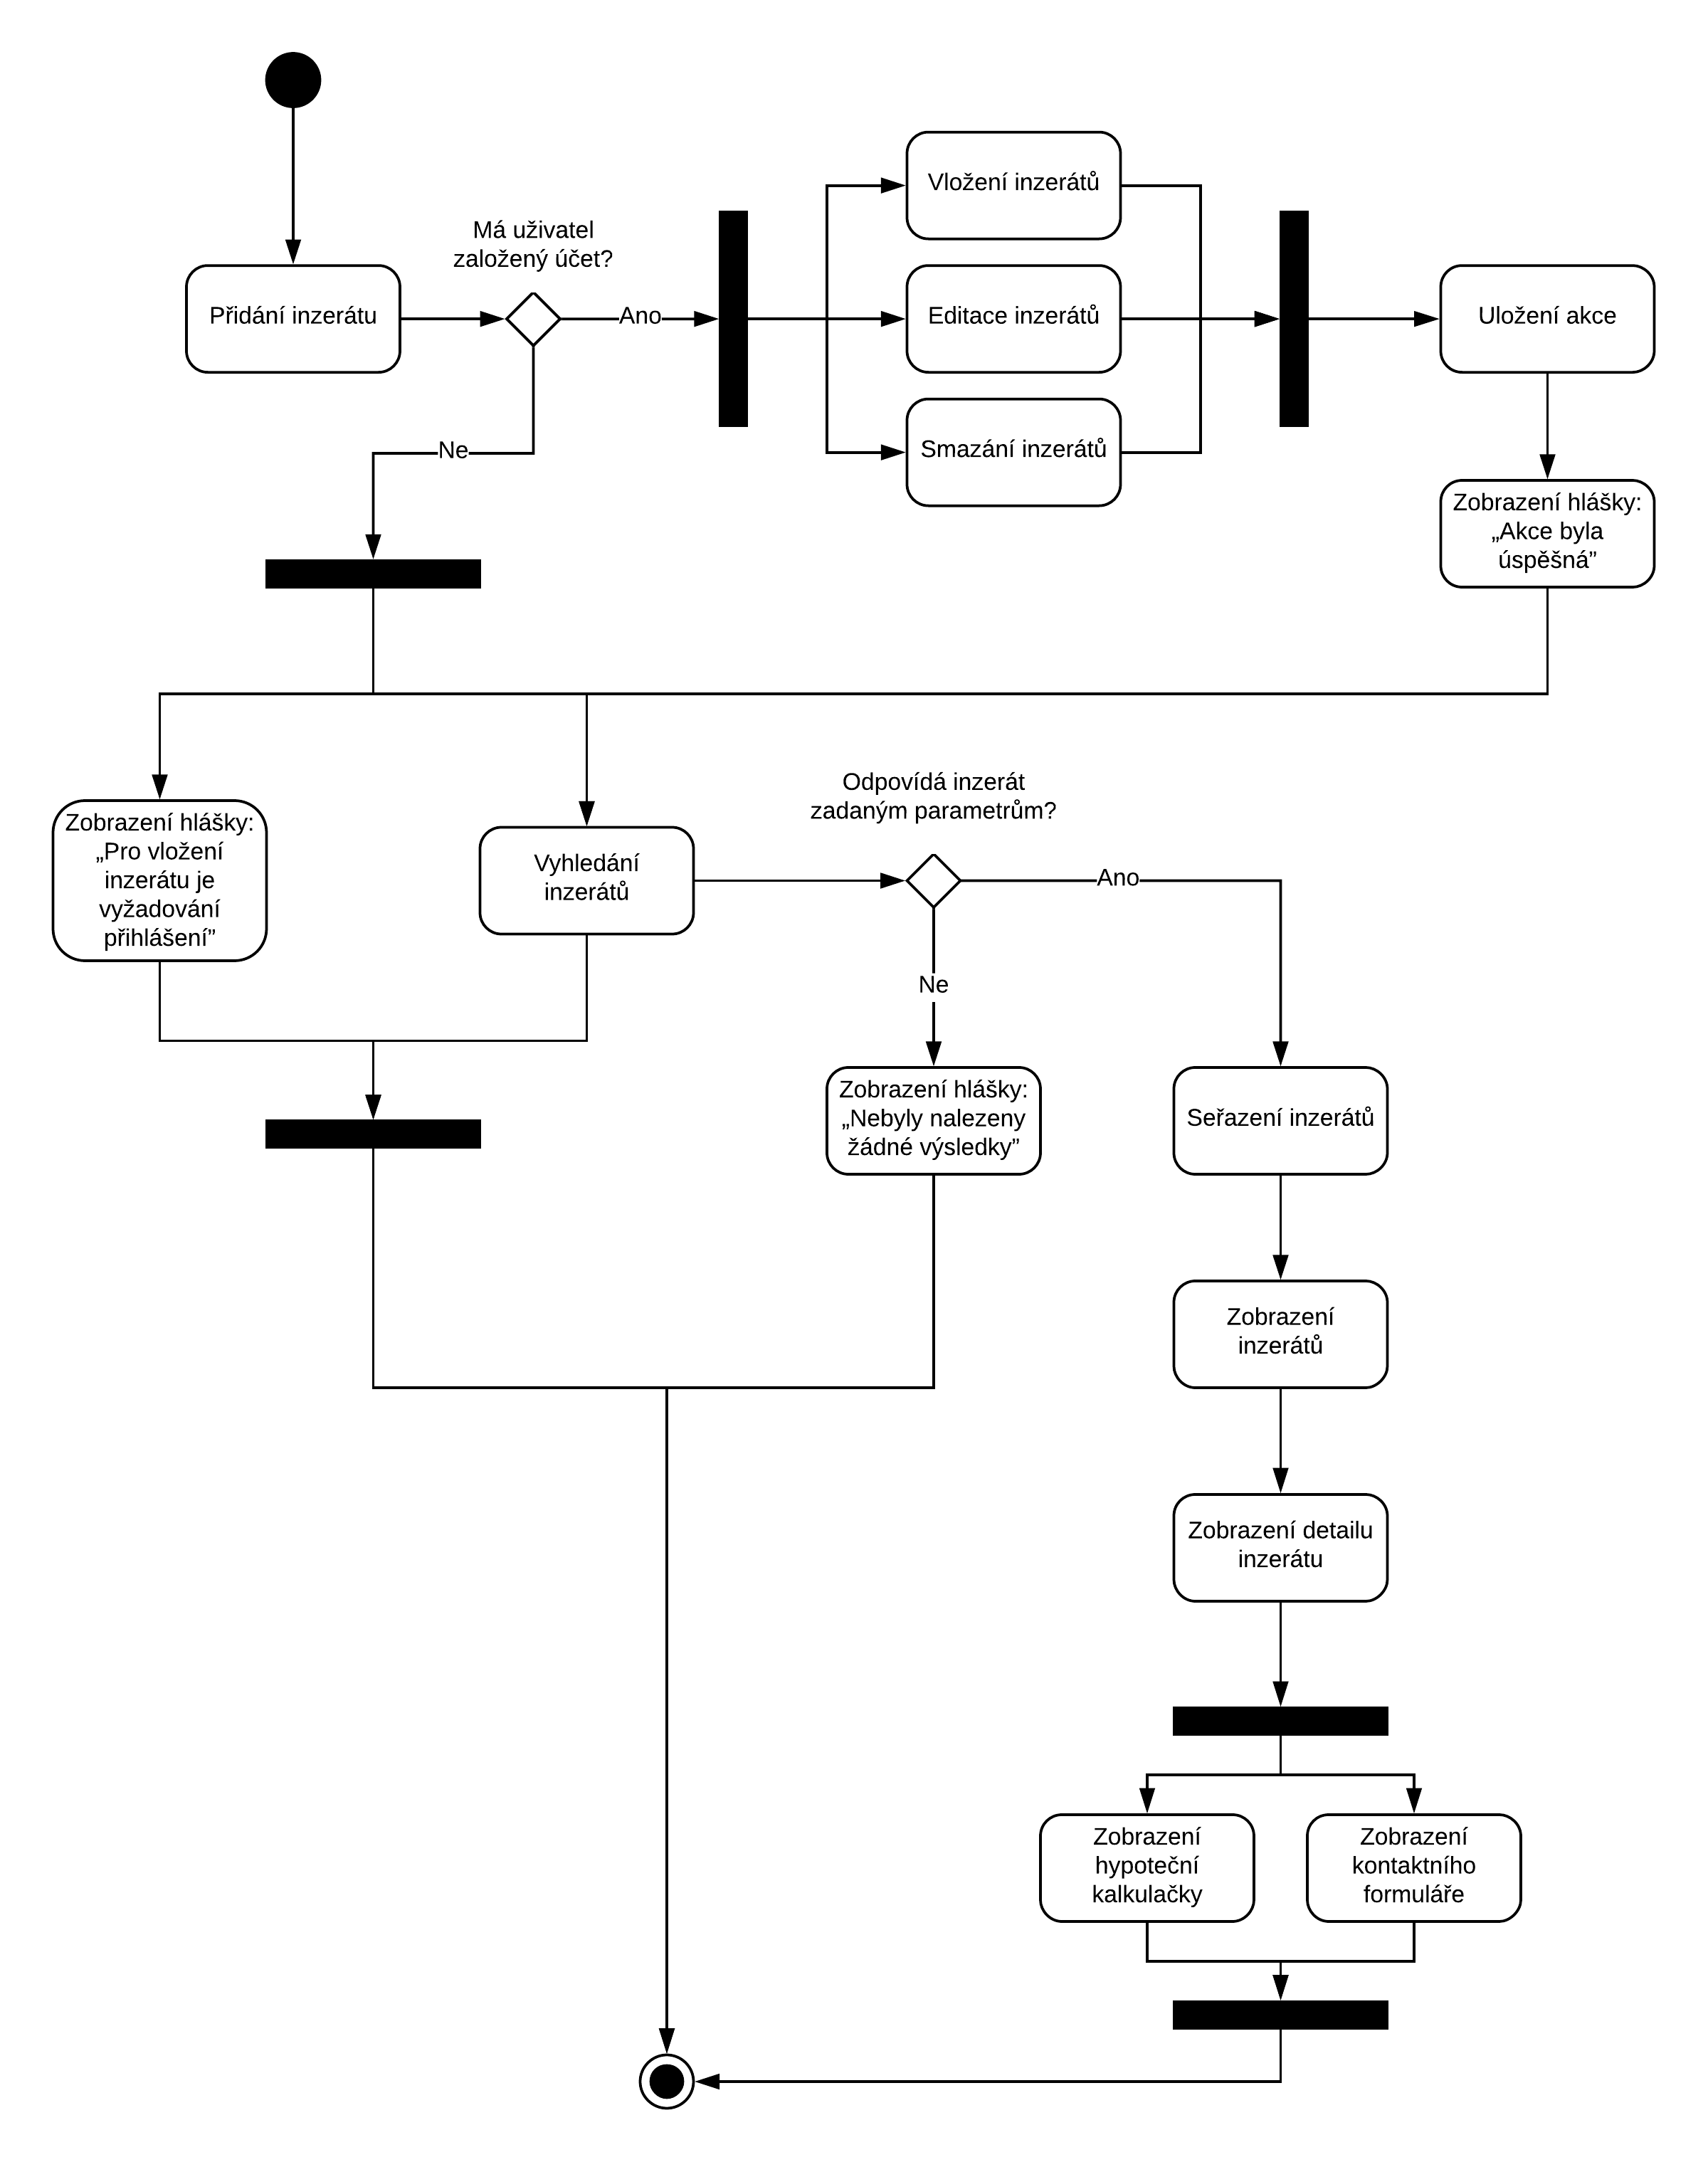 Vložení inzerátů
Má uživatel
založený účet?
Přidání inzerátu
Ano
Editace inzerátů
Uložení akce
Ne
Smazání inzerátů
Zobrazení hlášky:
„Akce byla
úspěšná”
Odpovídá inzerát
zadaným parametrům?
Zobrazení hlášky:
„Pro vložení
inzerátu je
vyžadování
přihlášení”
Vyhledání
inzerátů
Ano
Ne
Zobrazení hlášky:
„Nebyly nalezeny
žádné výsledky”
Seřazení inzerátů
Zobrazení
inzerátů
Zobrazení detailu
inzerátu
Zobrazení
hypoteční
kalkulačky
Zobrazení
kontaktního
formuláře